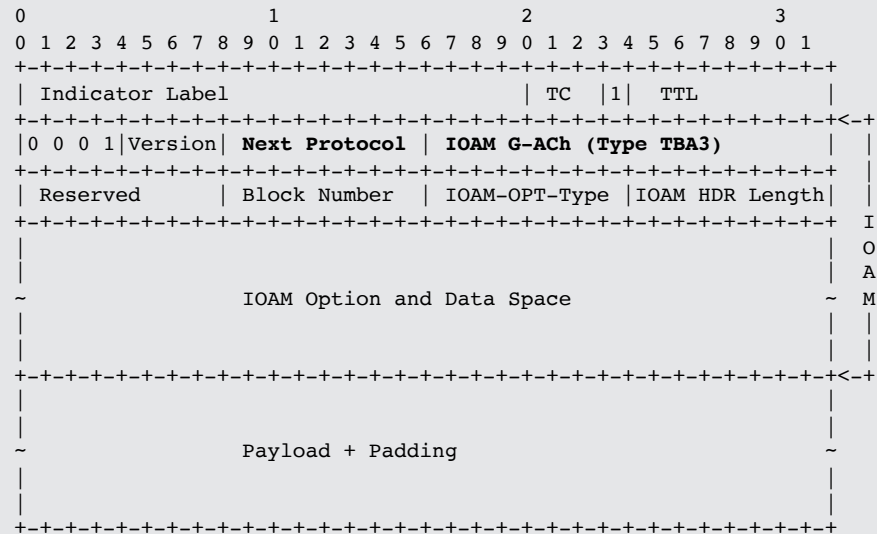 0                   1                   2                   3
0 1 2 3 4 5 6 7 8 9 0 1 2 3 4 5 6 7 8 9 0 1 2 3 4 5 6 7 8 9 0 1
+-+-+-+-+-+-+-+-+-+-+-+-+-+-+-+-+-+-+-+-+-+-+-+-+-+-+-+-+-+-+-+-+
| Indicator Label                       | TC  |1|  TTL          |
+-+-+-+-+-+-+-+-+-+-+-+-+-+-+-+-+-+-+-+-+-+-+-+-+-+-+-+-+-+-+-+-+<-+
|0 0 0 1|Version| Next Protocol | IOAM G-ACh (Type TBA3)        |  |
+-+-+-+-+-+-+-+-+-+-+-+-+-+-+-+-+-+-+-+-+-+-+-+-+-+-+-+-+-+-+-+-+  |
| Reserved      | Block Number  | IOAM-OPT-Type |IOAM HDR Length|  |
+-+-+-+-+-+-+-+-+-+-+-+-+-+-+-+-+-+-+-+-+-+-+-+-+-+-+-+-+-+-+-+-+  I
|                                                               |  O
|                                                               |  A
~                 IOAM Option and Data Space                    ~  M
|                                                               |  |
|                                                               |  |
+-+-+-+-+-+-+-+-+-+-+-+-+-+-+-+-+-+-+-+-+-+-+-+-+-+-+-+-+-+-+-+-+<-+
|                                                               |
|                                                               |
~                 Payload + Padding                             ~
|                                                               |
|                                                               |
+-+-+-+-+-+-+-+-+-+-+-+-+-+-+-+-+-+-+-+-+-+-+-+-+-+-+-+-+-+-+-+-+